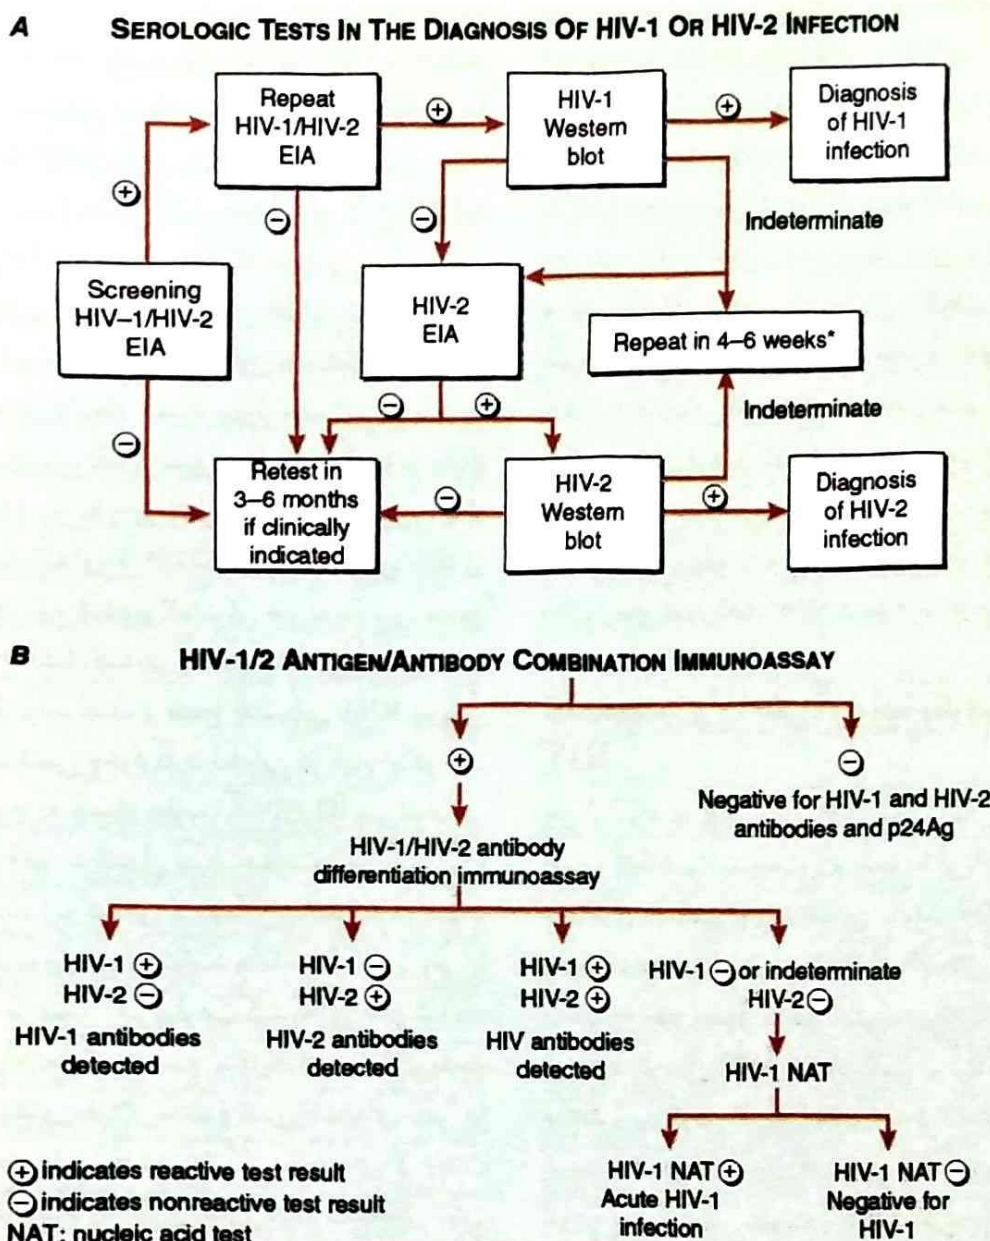 A SEROLOGIC TESTS IN THE DIAGNOSIS OF HIV-1 OR HIV-2 INFECTION
Repeat
HIV-1/HIV-2
EIA
⊕
HIV-1
Western
blot
⊕
Diagnosis
of HIV-1
infection
⊕
⊖
⊖
Indeterminate
Screening
HIV–1/HIV-2
EIA
HIV-2
EIA
Repeat in 4–6 weeks*
⊖ ⊕
Indeterminate
⊖
Retest in
3–6 months
if clinically
indicated
⊖
HIV-2
Western
blot
⊕
Diagnosis
of HIV-2
infection
B HIV-1/2 ANTIGEN/ANTIBODY COMBINATION IMMUNOASSAY
⊕
⊖
Negative for HIV-1 and HIV-2
antibodies and p24Ag
HIV-1/HIV-2 antibody
differentiation immunoassay
HIV-1 ⊕
HIV-2 ⊖
HIV-1 antibodies
detected
HIV-1 ⊖
HIV-2 ⊕
HIV-2 antibodies
detected
HIV-1 ⊕
HIV-2 ⊕
HIV antibodies
detected
HIV-1 ⊖ or indeterminate
HIV-2 ⊖
HIV-1 NAT
HIV-1 NAT ⊕
Acute HIV-1
infection
HIV-1 NAT ⊖
Negative for
HIV-1
⊕ indicates reactive test result
⊖ indicates nonreactive test result
NAT: nucleic acid test